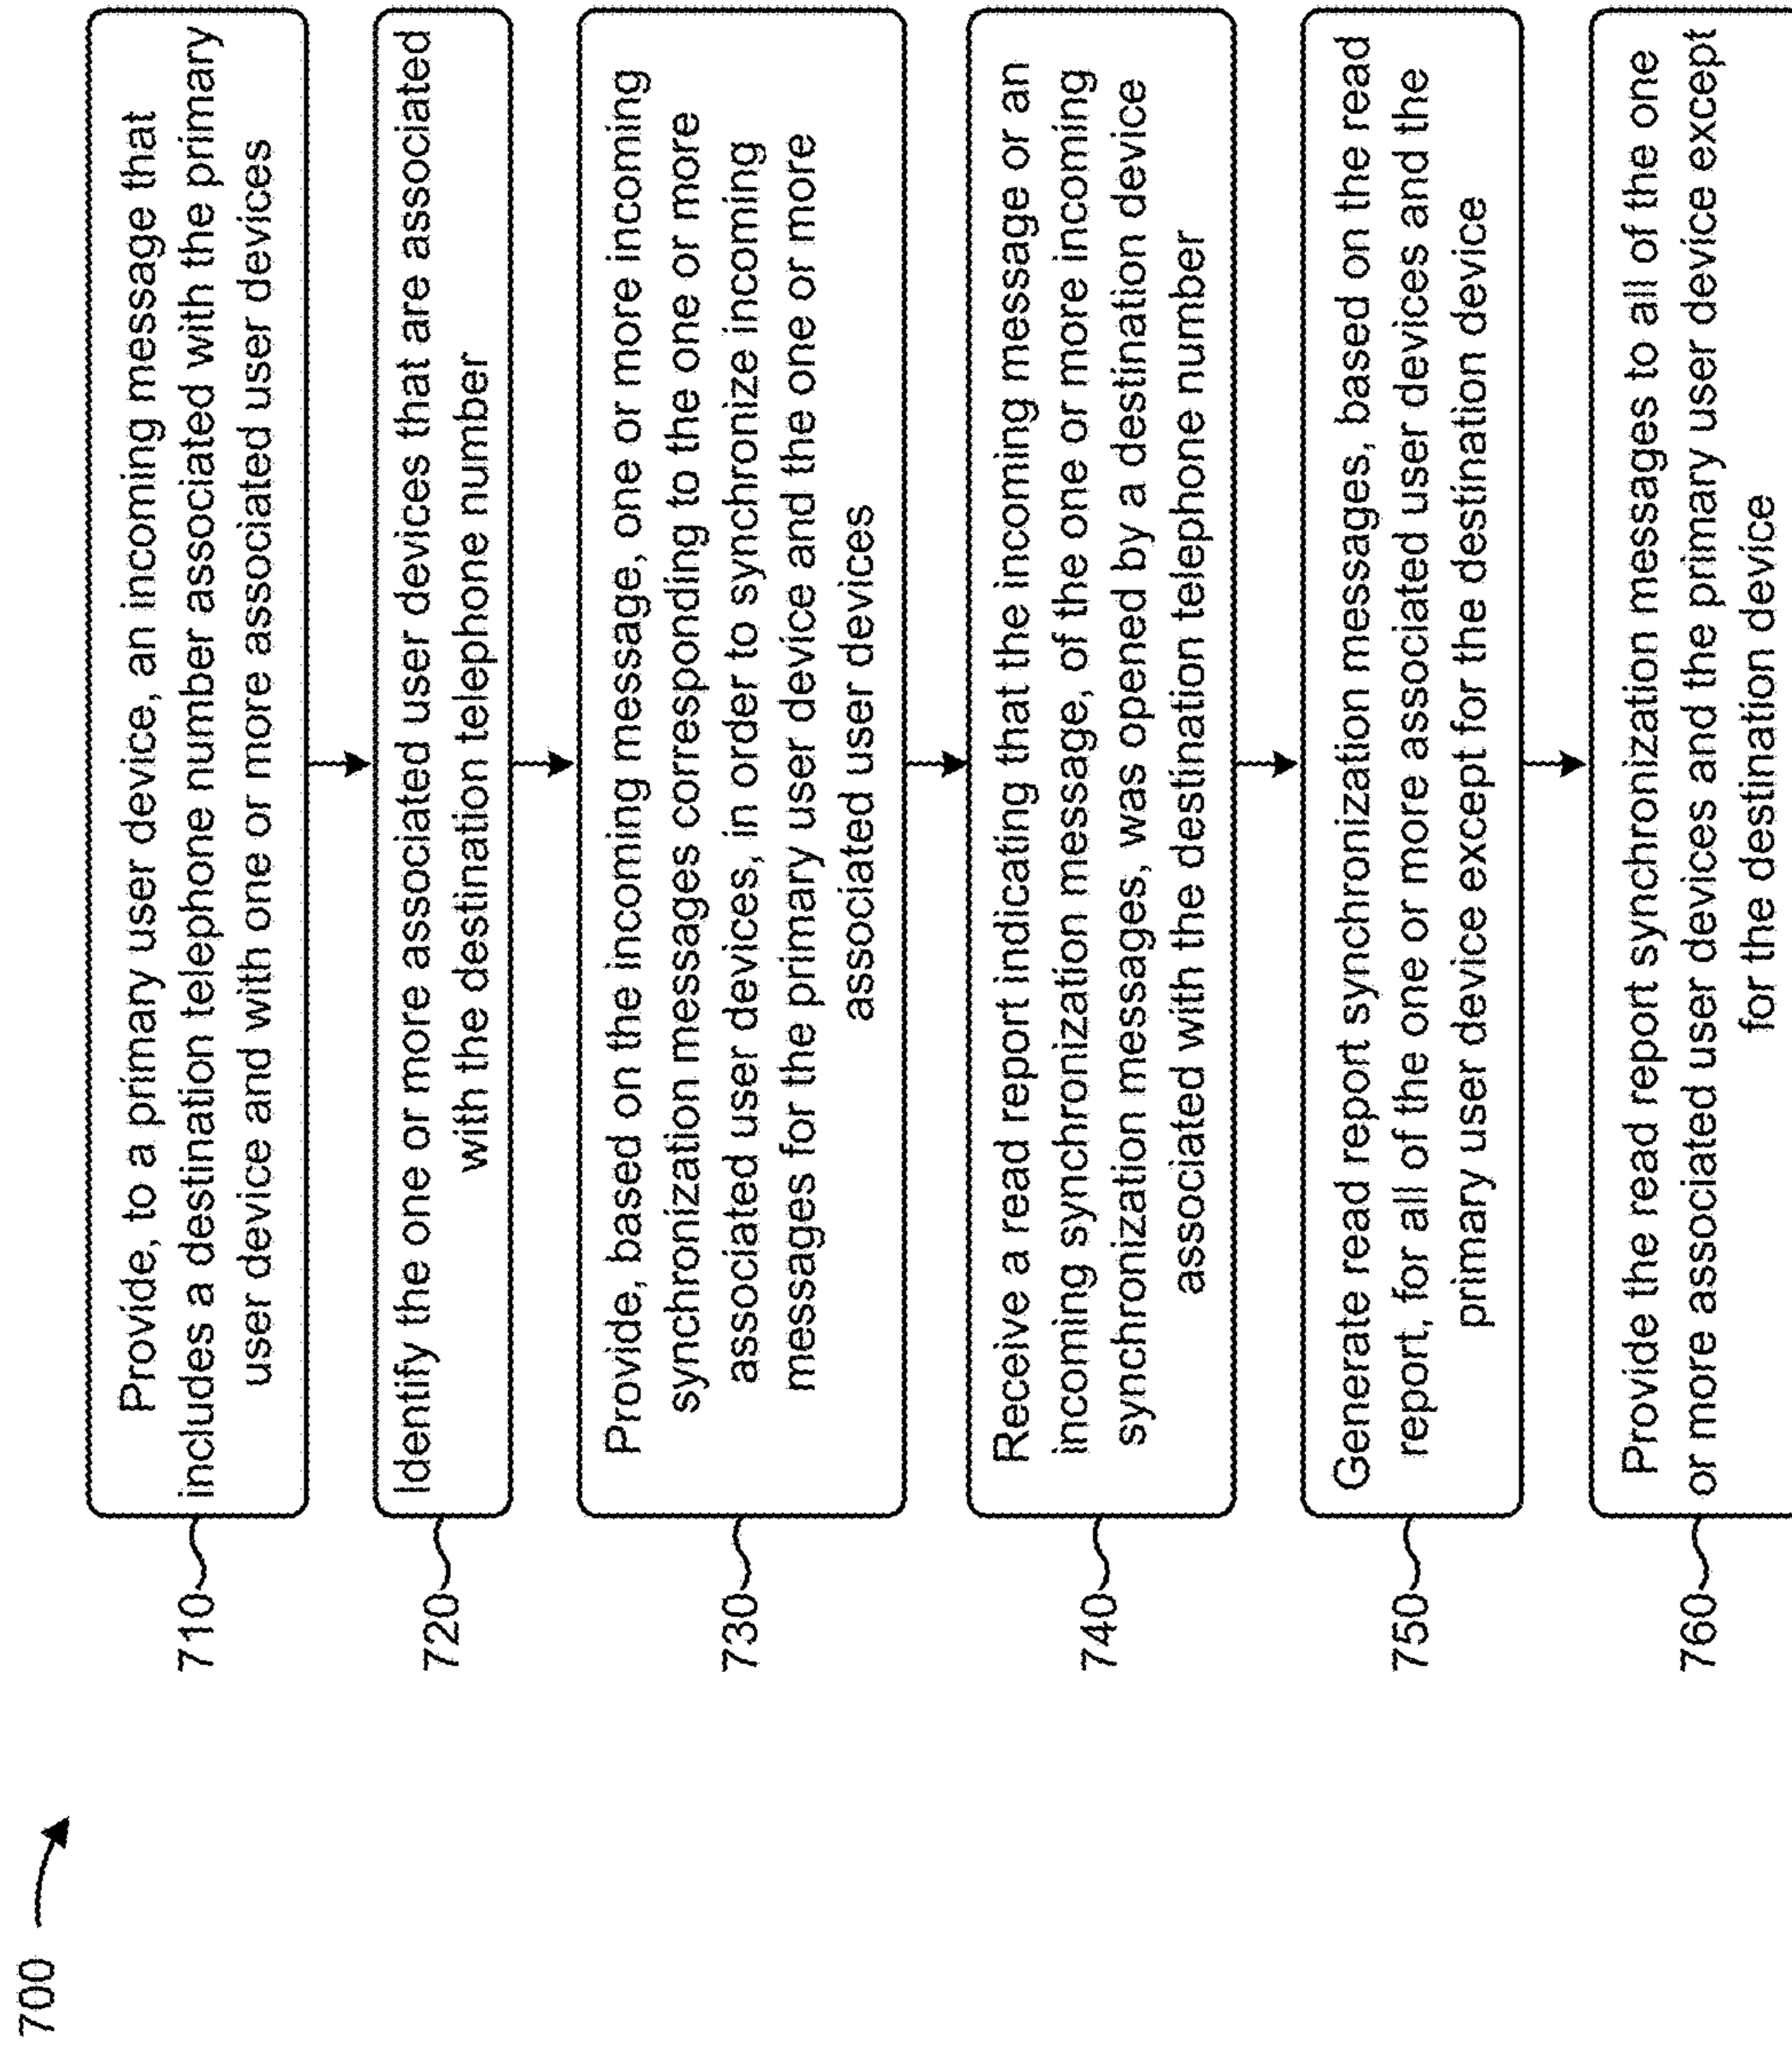 700
710
Provide, to a primary user device, an incoming message that
includes a destination telephone number associated with the primary
user device and with one or more associated user devices
720
Identify the one or more associated user devices that are associated
with the destination telephone number
730
Provide, based on the incoming message, one or more incoming
synchronization messages corresponding to the one or more
associated user devices, in order to synchronize incoming
messages for the primary user device and the one or more
associated user devices
740
Receive a read report indicating that the incoming message or an
incoming synchronization message, of the one or more incoming
synchronization messages, was opened by a destination device
associated with the destination telephone number
750
Generate read report synchronization messages, based on the read
report, for all of the one or more associated user devices and the
primary user device except for the destination device
760
Provide the read report synchronization messages to all of the one
or more associated user devices and the primary user device except
for the destination device